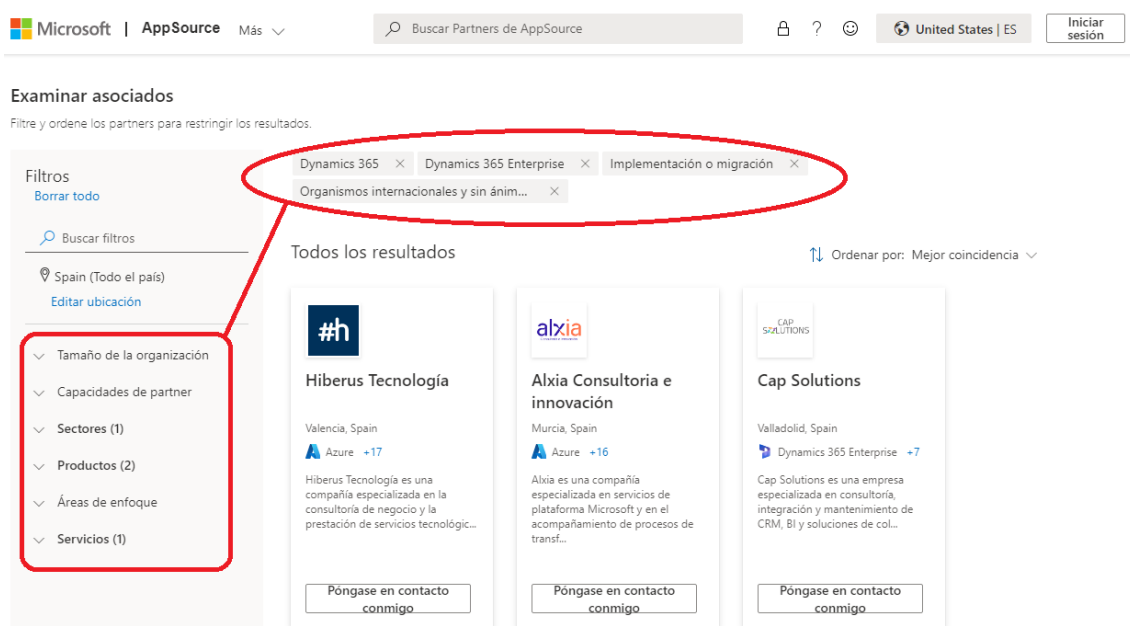 Microsoft | AppSource Más
Buscar Partners de AppSource
?
United States | ES
Iniciar
sesión
Examinar asociados
Filtre y ordene los partners para restringir los resultados.
Filtros
Borrar todo
Buscar filtros
Spain (Todo el país)
Editar ubicación
Tamaño de la organización
Capacidades de partner
Sectores (1)
Productos (2)
Áreas de enfoque
Servicios (1)
Dynamics 365 × Dynamics 365 Enterprise × Implementación o migración ×
Organismos internacionales y sin ánim... ×
Todos los resultados
Ordenar por: Mejor coincidencia
#h
Hiberus Tecnología
Valencia, Spain
Azure +17
Hiberus Tecnología es una
compañía especializada en la
consultoría de negocio y la
prestación de servicios tecnológic...
Póngase en contacto
conmigo
alxia
Alxia Consultoria e
innovación
Murcia, Spain
Azure +16
Alxia es una compañía
especializada en servicios de
plataforma Microsoft y en el
acompañamiento de procesos de
transf...
Póngase en contacto
conmigo
CAP
SOLUTIONS
Cap Solutions
Valladolid, Spain
Dynamics 365 Enterprise +7
Cap Solutions es una empresa
especializada en consultoría,
integración y mantenimiento de
CRM, BI y soluciones de col...
Póngase en contacto
conmigo